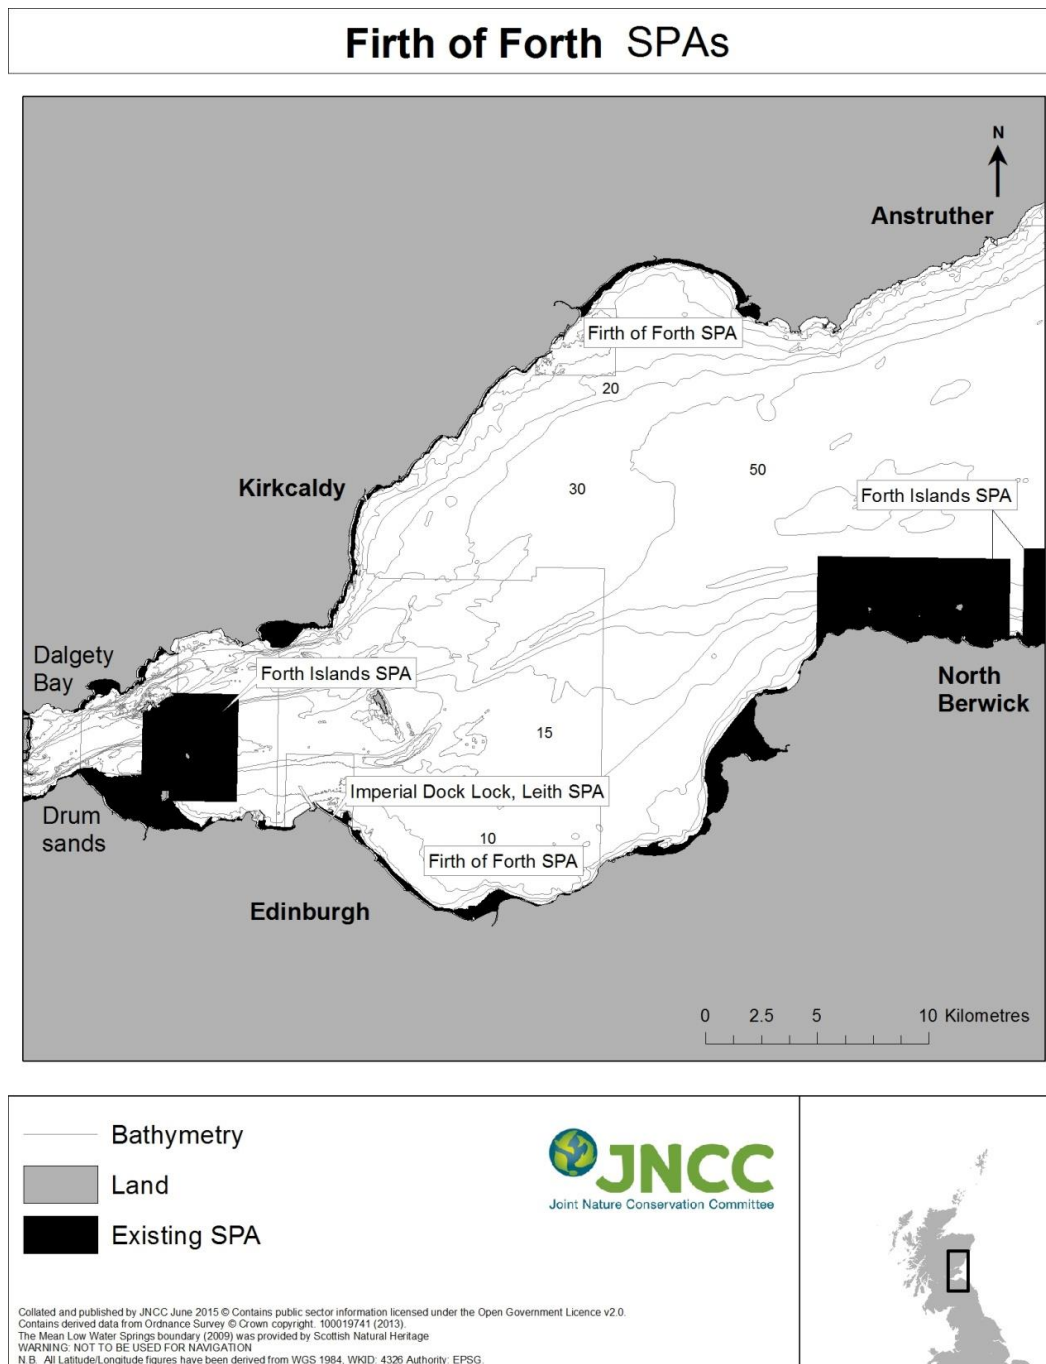 Firth of Forth SPAs
N
Anstruther
Firth of Forth SPA
20
50
30
Kirkcaldy
Forth Islands SPA
Dalgety
Bay
Forth Islands SPA
North
Berwick
15
Imperial Dock Lock, Leith SPA
Drum
sands
10
Firth of Forth SPA
Edinburgh
0 2.5 5 10 Kilometres
Bathymetry
Land
Existing SPA
JNCC
Joint Nature Conservation Committee
Collated and published by JNCC June 2015 © Contains public sector information licensed under the Open Government Licence v2.0.
Contains derived data from Ordnance Survey © Crown copyright. 100019741 (2013).
The Mean Low Water Springs boundary (2009) was provided by Scottish Natural Heritage
WARNING: NOT TO BE USED FOR NAVIGATION
N.B. All Latitude/Longitude figures have been derived from WGS 1984, WKID: 4326 Authority: EPSG.